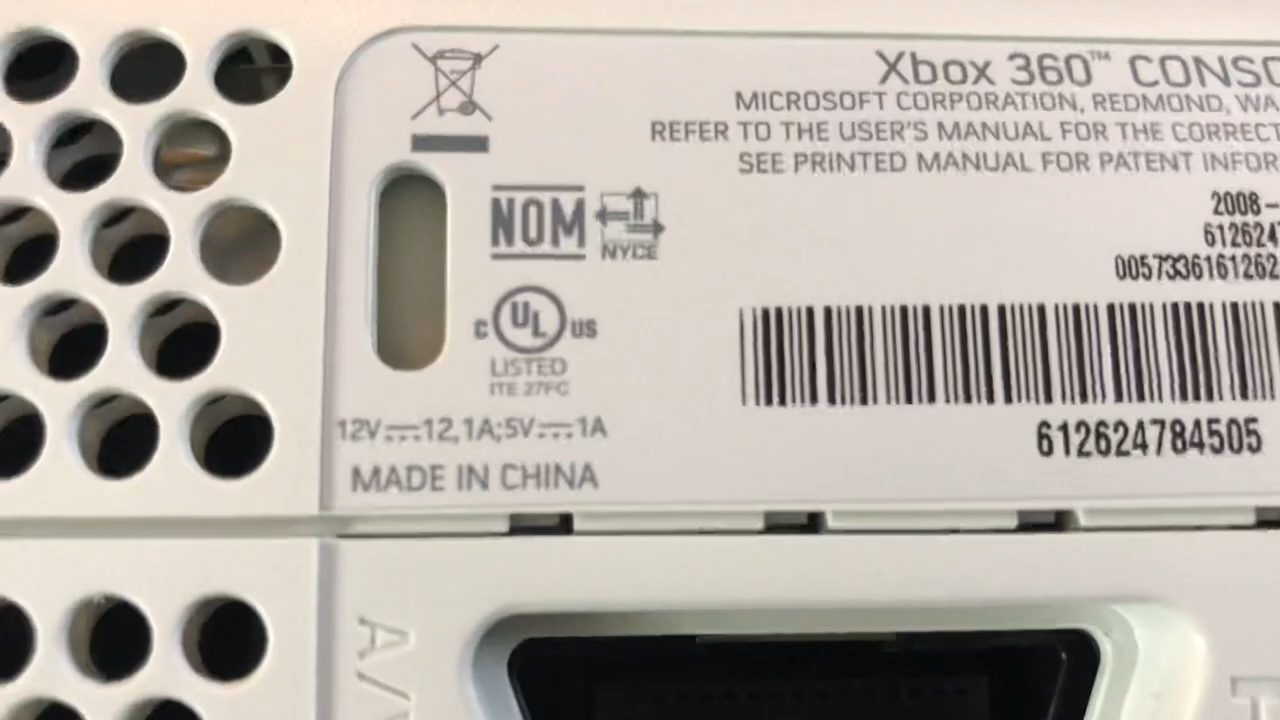 Xbox 360™ CONSO
MICROSOFT CORPORATION, REDMOND, WA
REFER TO THE USER'S MANUAL FOR THE CORRECT
SEE PRINTED MANUAL FOR PATENT INFOR
2008-
612624
0057336161262
NOM
NYCE
C UL US
LISTED
ITE 37FC
12V⎓12,1A;5V⎓1A
612624784505
MADE IN CHINA
A/